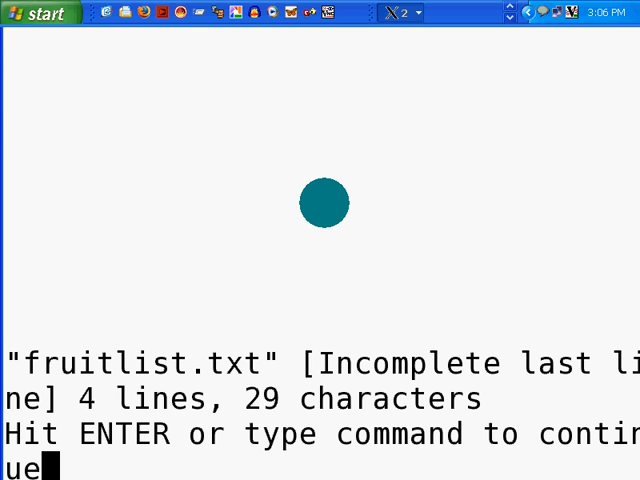 start
X 2
3:06 PM
"fruitlist.txt" [Incomplete last li
ne] 4 lines, 29 characters
Hit ENTER or type command to contin
ue